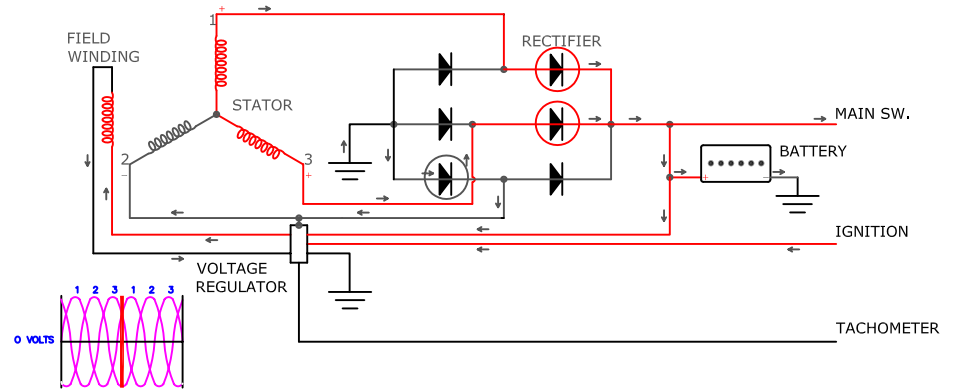 1
+
FIELD
WINDING
RECTIFIER
STATOR
MAIN SW.
2
−
3
+
BATTERY
+ −
IGNITION
VOLTAGE
REGULATOR
1 2 3 1 2 3
0 VOLTS
TACHOMETER